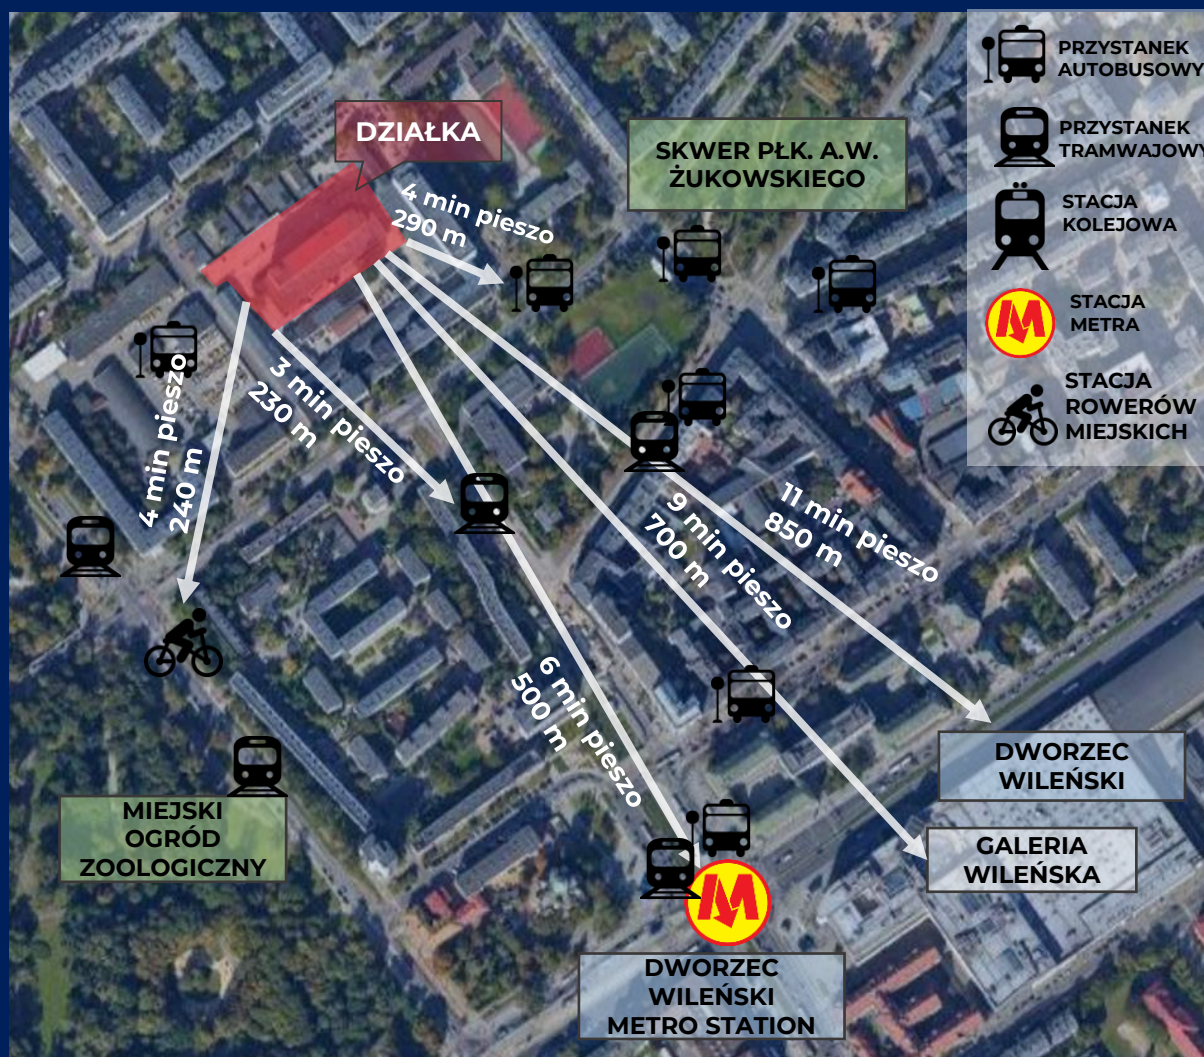 DZIAŁKA
SKWER PŁK. A.W.
ŻUKOWSKIEGO
PRZYSTANEK
AUTOBUSOWY
PRZYSTANEK
TRAMWAJOWY
STACJA
KOLEJOWA
STACJA
METRA
STACJA
ROWERÓW
MIEJSKICH
4 min pieszo
290 m
4 min pieszo
240 m
3 min pieszo
230 m
6 min pieszo
500 m
9 min pieszo
700 m
11 min pieszo
850 m
DWORZEC
WILEŃSKI
GALERIA
WILEŃSKA
MIEJSKI
OGRÓD
ZOOLOGICZNY
DWORZEC
WILEŃSKI
METRO STATION